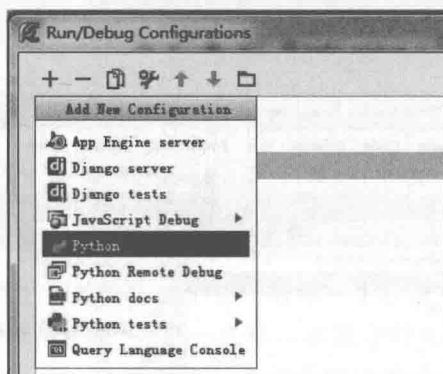 Run/Debug Configurations
Add New Configuration
App Engine server
Django server
Django tests
JavaScript Debug
Python
Python Remote Debug
Python docs
Python tests
Query Language Console